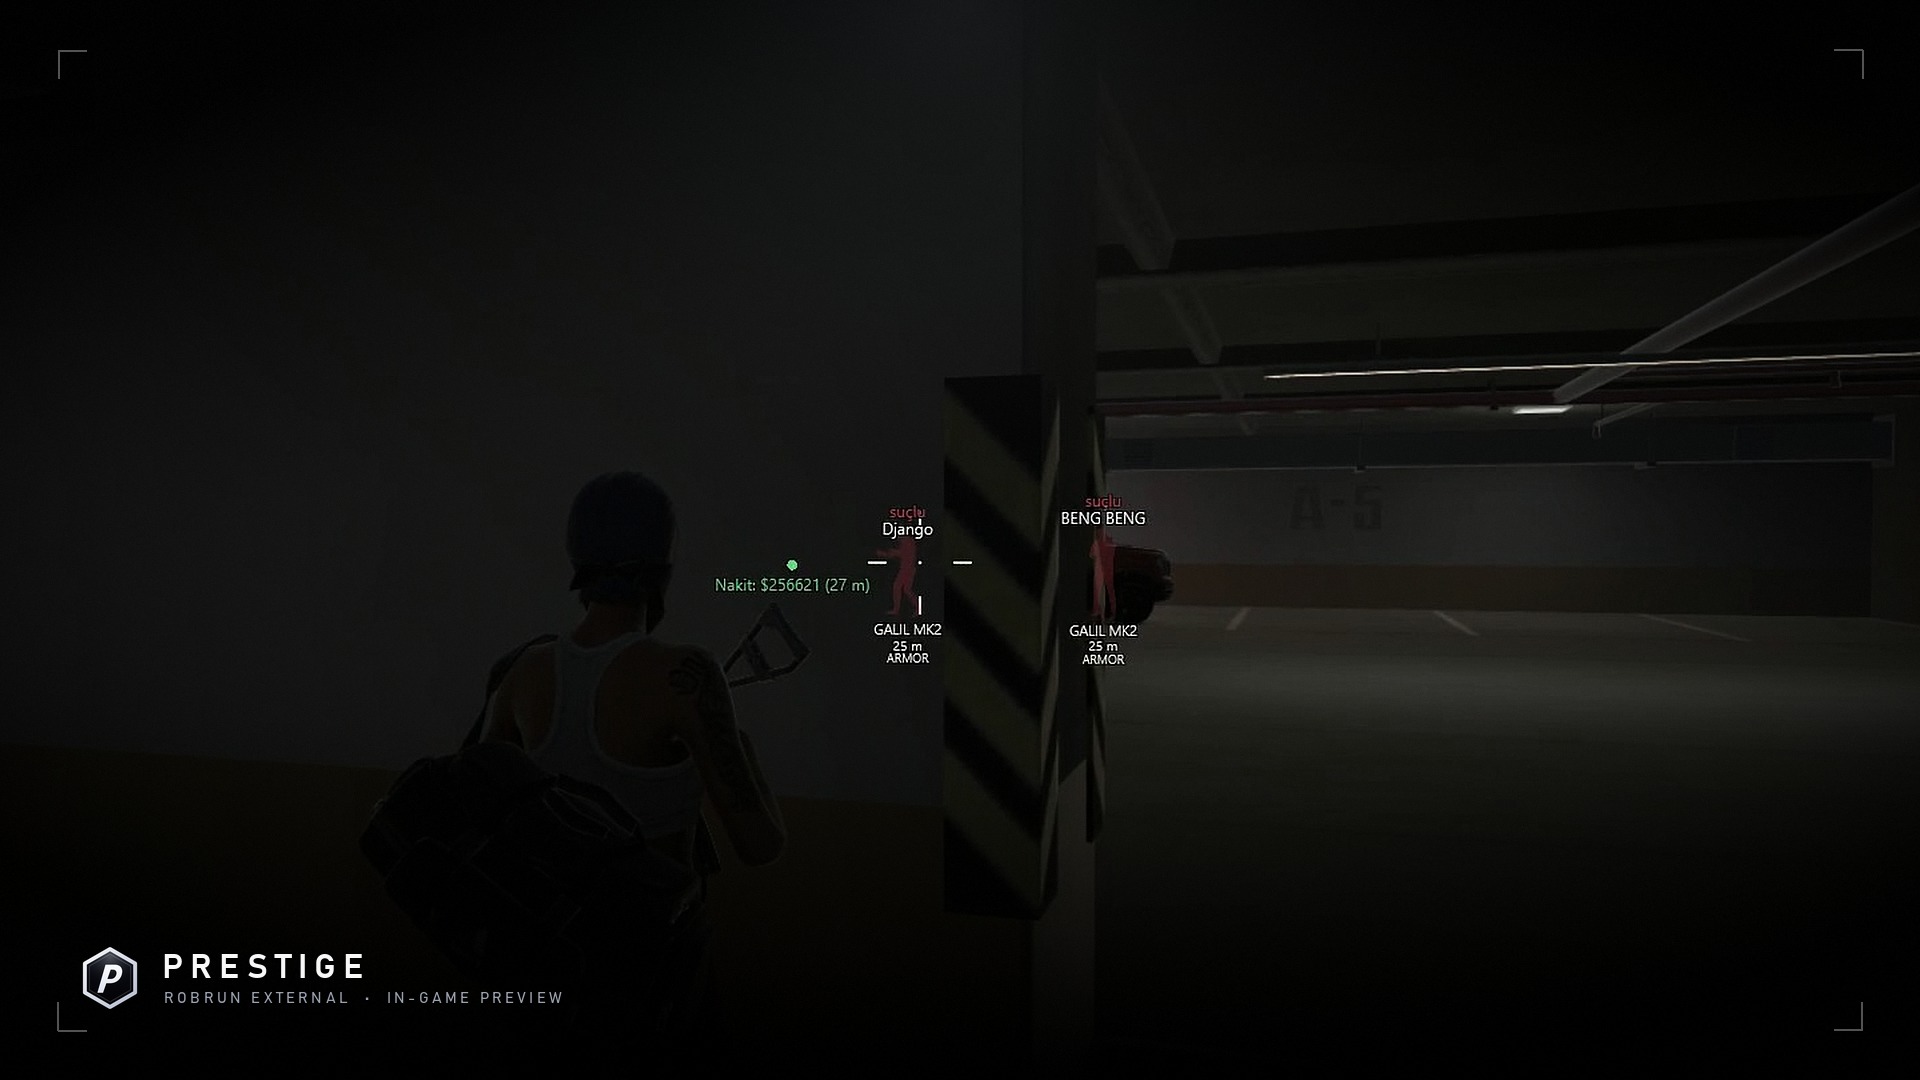 A-5
suçlu
Django
suçlu
BENG BENG
Nakit: $256621 (27 m)
GALIL MK2
25 m
ARMOR
GALIL MK2
25 m
ARMOR
P
PRESTIGE
ROBRUN EXTERNAL · IN-GAME PREVIEW